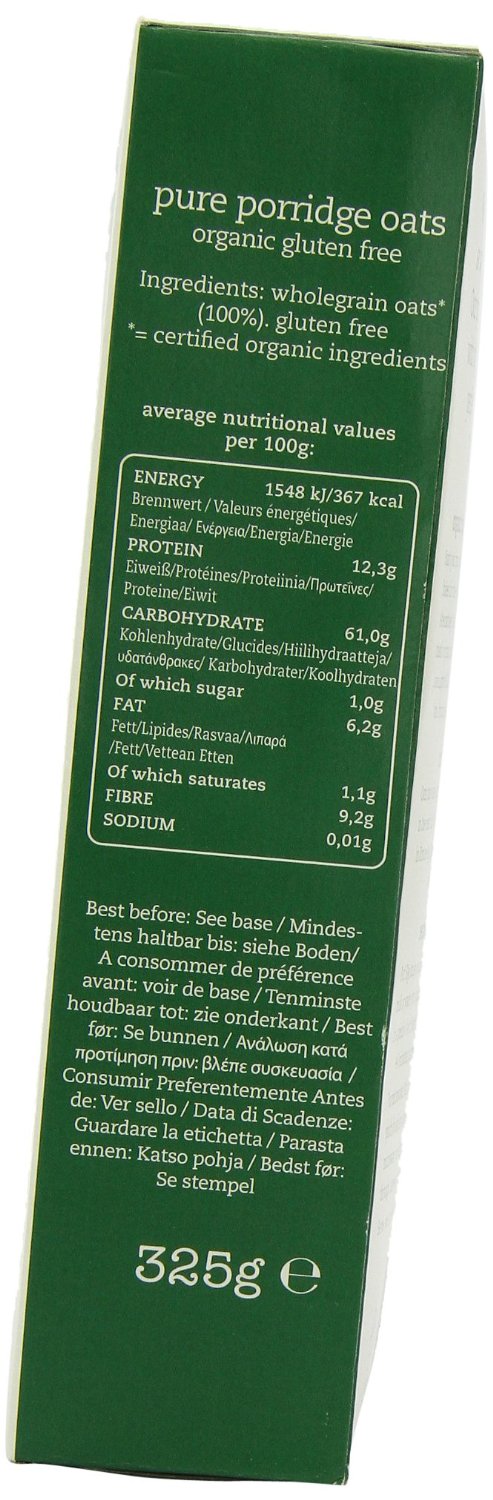 pure porridge oats
organic gluten free
Ingredients: wholegrain oats*
(100%). gluten free
*= certified organic ingredients
average nutritional values
per 100g:
ENERGY 1548 kJ/367 kcal
Brennwert / Valeurs énergétiques/
Energiaa/ Ενέργεια/Energia/Energie
PROTEIN 12,3g
Eiweiß/Protéines/Proteiinia/Πρωτεΐνες/
Proteine/Eiwit
CARBOHYDRATE 61,0g
Kohlenhydrate/Glucides/Hiilihydraatteja/
υδατάνθρακες/ Karbohydrater/Koolhydraten
Of which sugar 1,0g
FAT 6,2g
Fett/Lipides/Rasvaa/Λιπαρά
/Fett/Vettean Etten
Of which saturates 1,1g
FIBRE 9,2g
SODIUM 0,01g
Best before: See base / Mindes-
tens haltbar bis: siehe Boden/
A consommer de préférence
avant: voir de base / Tenminste
houdbaar tot: zie onderkant / Best
før: Se bunnen / Ανάλωση κατά
προτίμηση πριν: βλέπε συσκευασία /
Consumir Preferentemente Antes
de: Ver sello / Data di Scadenze:
Guardare la etichetta / Parasta
ennen: Katso pohja / Bedst før:
Se stempel
325g ℮